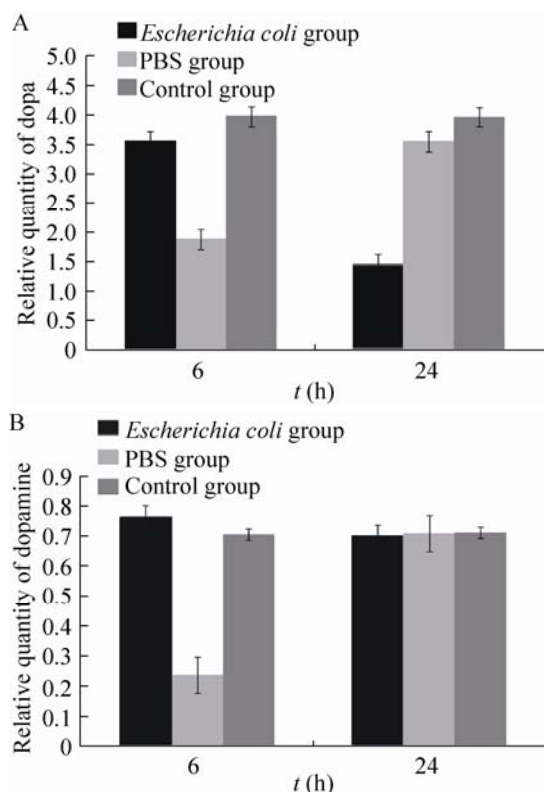 A
Escherichia coli group
PBS group
Control group
Relative quantity of dopa
5.0
4.5
4.0
3.5
3.0
2.5
2.0
1.5
1.0
0.5
0
6
24
t (h)
B
Escherichia coli group
PBS group
Control group
Relative quantity of dopamine
0.9
0.8
0.7
0.6
0.5
0.4
0.3
0.2
0.1
0
6
24
t (h)